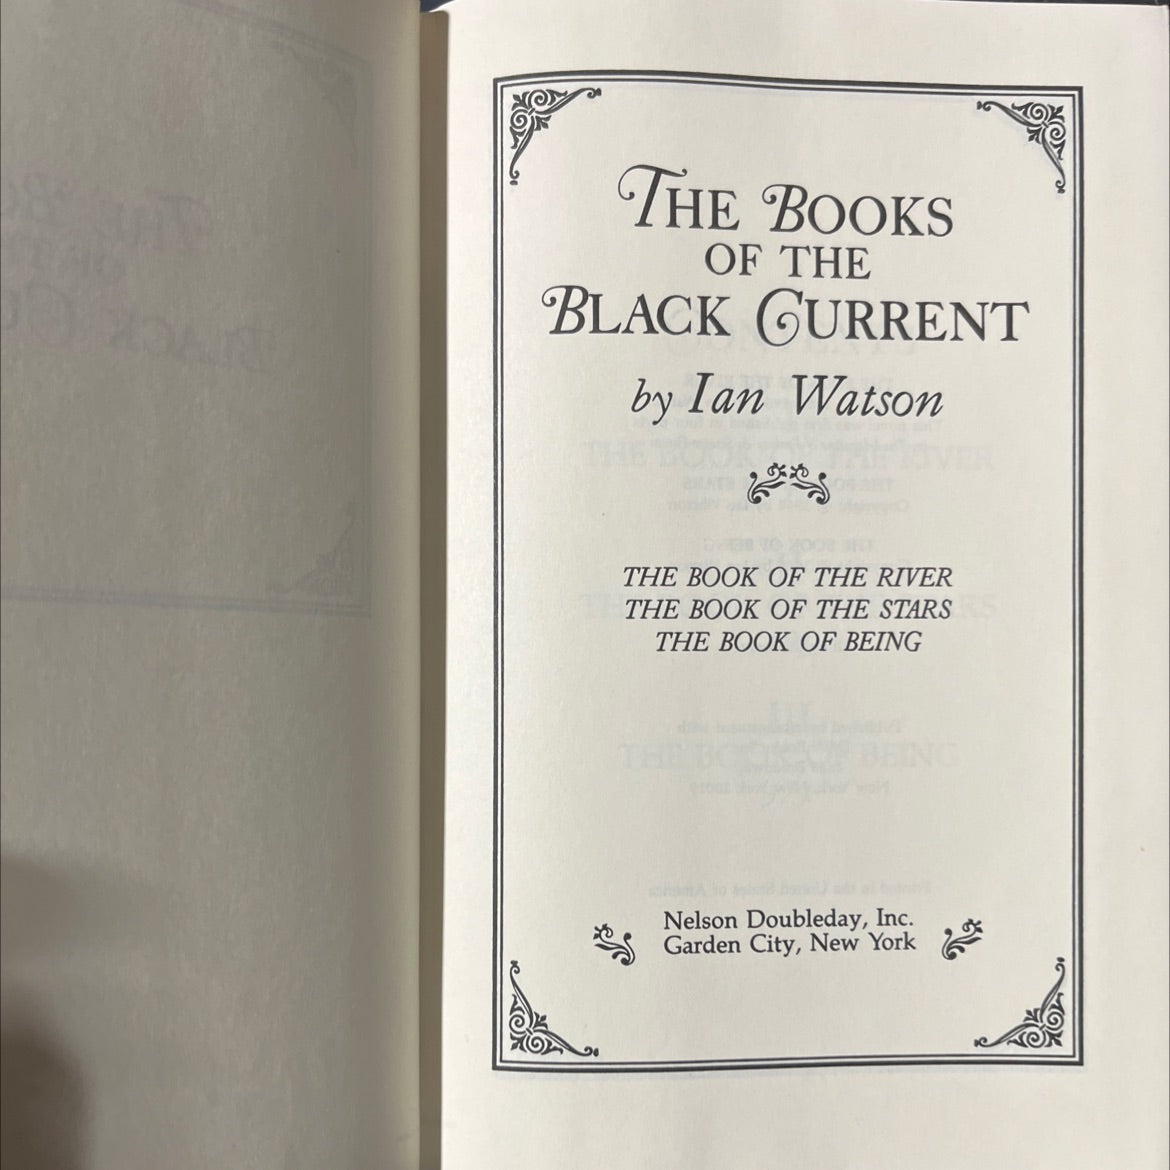 THE BOOKS
OF THE
BLACK CURRENT
by Ian Watson
THE BOOK OF THE RIVER
THE BOOK OF THE STARS
THE BOOK OF BEING
Nelson Doubleday, Inc.
Garden City, New York